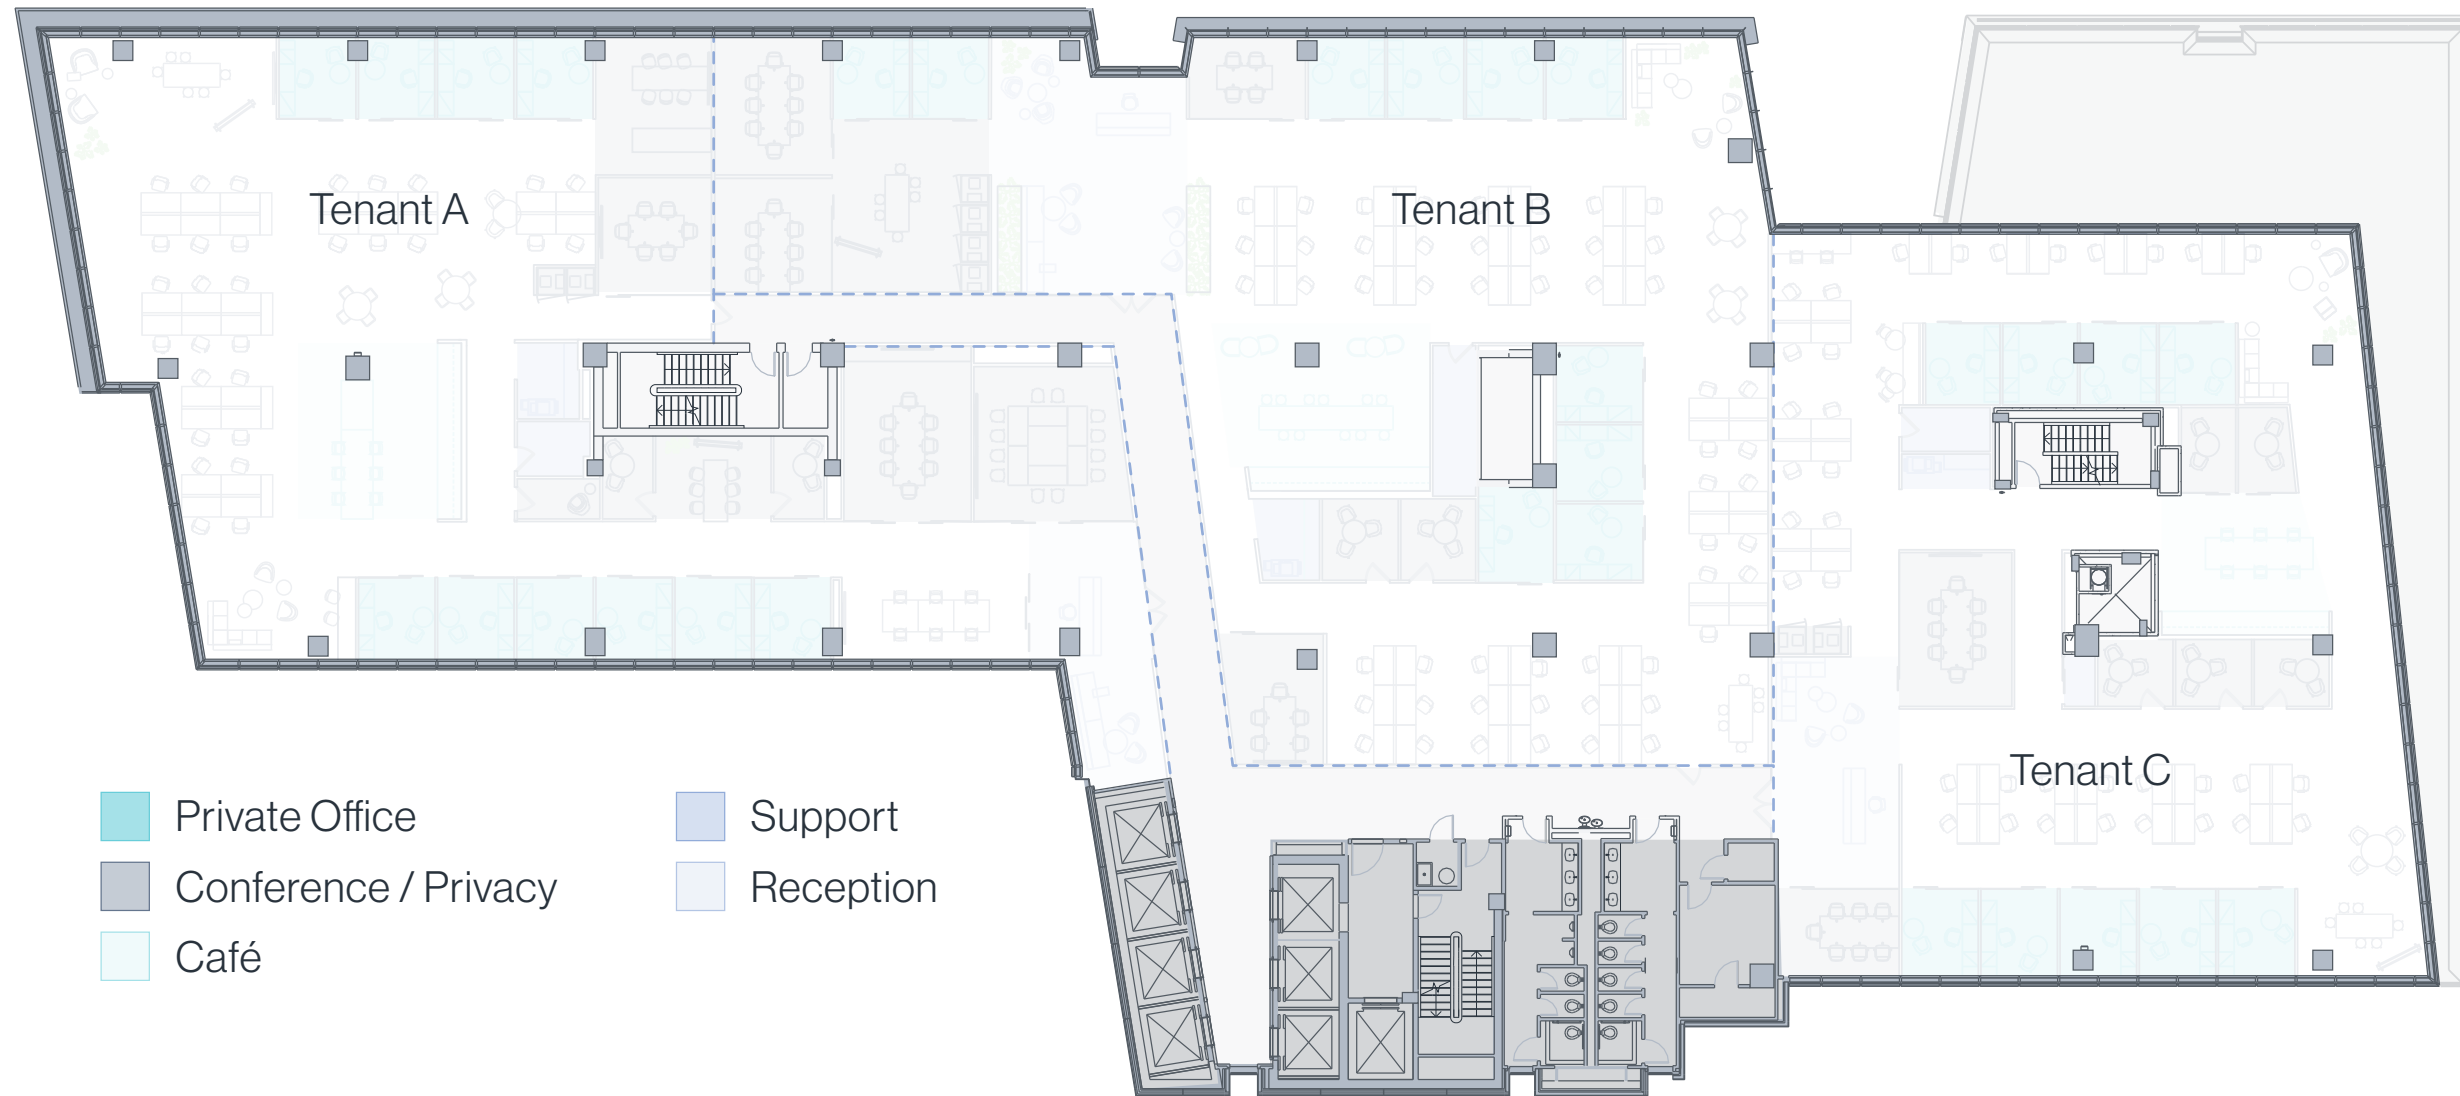 Tenant A
Tenant B
Tenant C
Private Office
Conference / Privacy
Café
Support
Reception